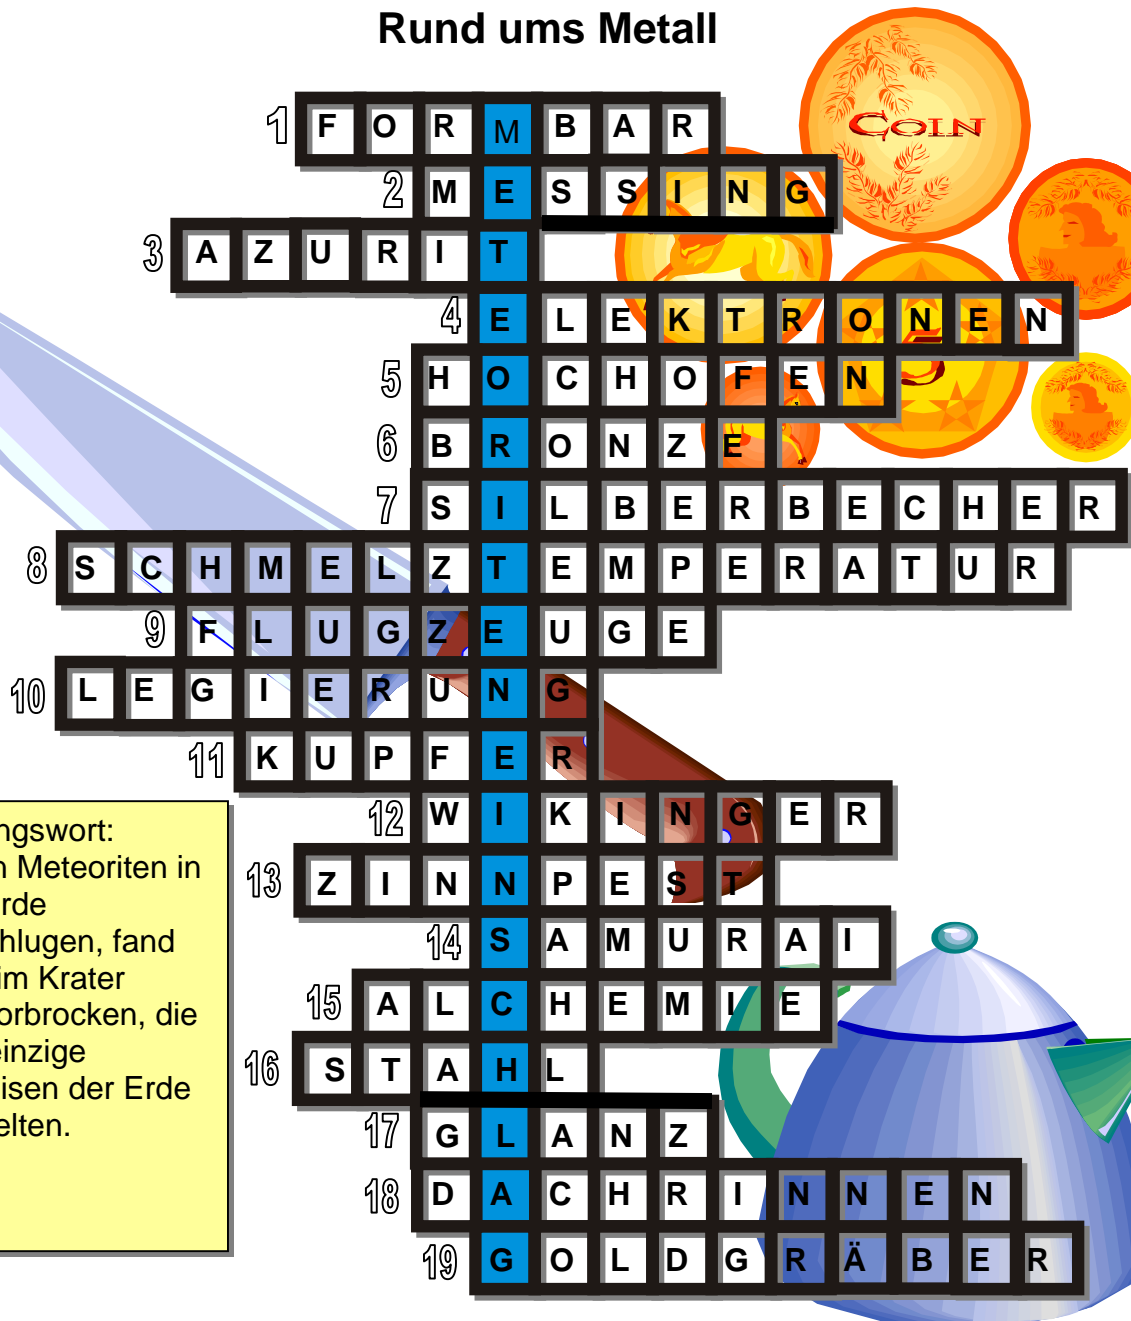 Rund ums Metall
COIN
1 FORMBAR
2 MESSING
3 AZURIT
4 ELEKTRONEN
5 HOCHOFEN
5
6 BRONZE
7 SILBERBECHER
8 SCHMELZTEMPERATUR
9 FLUGZEUGE
10 LEGIERUNG
11 KUPFER
12 WIKINGER
13 ZINNPEST
14 SAMURAI
15 ALCHEMIE
16 STAHL
17 GLANZ
18 DACHRINNEN
19 GOLDGRÄBER
ngswort:
n Meteoriten in
rde
hlugen, fand
im Krater
orbrocken, die
einzige
isen der Erde
elten.